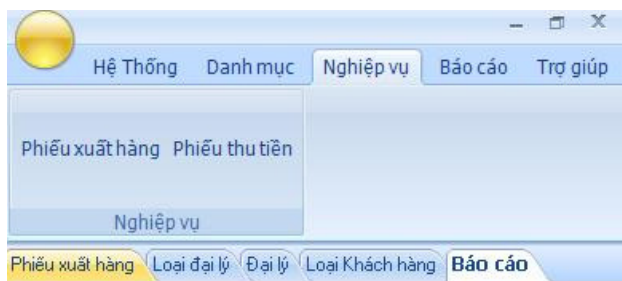 Hệ Thống Danh mục Nghiệp vụ Báo cáo Trợ giúp
Phiếu xuất hàng Phiếu thu tiền
Nghiệp vụ
Phiếu xuất hàng Loại đại lý Đại lý Loại Khách hàng Báo cáo